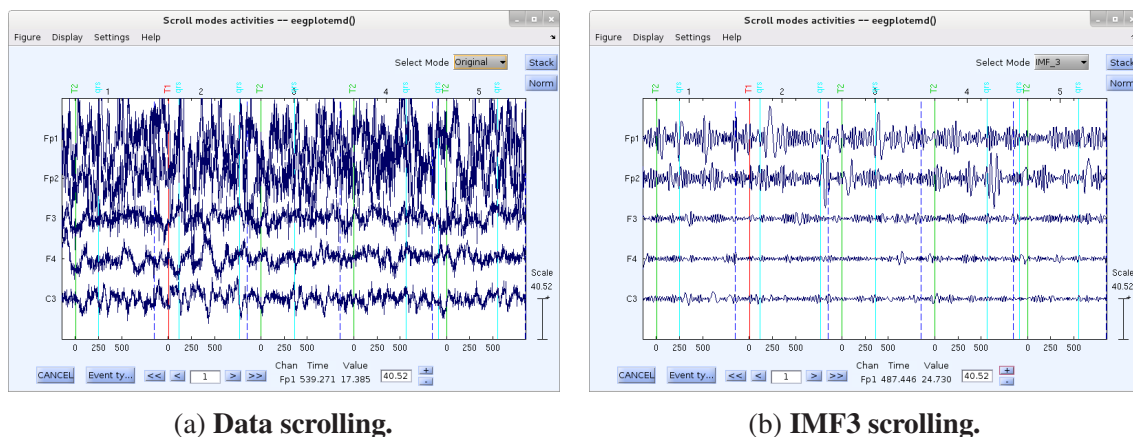 Scroll modes activities -- eegplotemd()
Figure Display Settings Help
Select Mode Original Stack
Norm
T2 qrs T1 qrs T2 qrs T2 qrs T2 qrs
1 2 3 4 5
Fp1
Fp2
F3
F4
C3
Scale
40.52
0 250 500 0 250 500 0 250 500 0 250 500 0 250 500
Chan Time Value
CANCEL Event ty... << < 1 > >> Fp1 539.271 17.385 40.52 + -
(a) Data scrolling.
Scroll modes activities -- eegplotemd()
Figure Display Settings Help
Select Mode IMF_3 Stack
Norm
T2 qrs T1 qrs qrs T2 qrs T2 qrs T2 qrs
1 2 3 4 5
Fp1
Fp2
F3
F4
C3
Scale
40.52
0 250 500 0 250 500 0 250 500 0 250 500 0 250 500
Chan Time Value
CANCEL Event ty... << < 1 > >> Fp1 487.446 24.730 40.52 + -
(b) IMF3 scrolling.